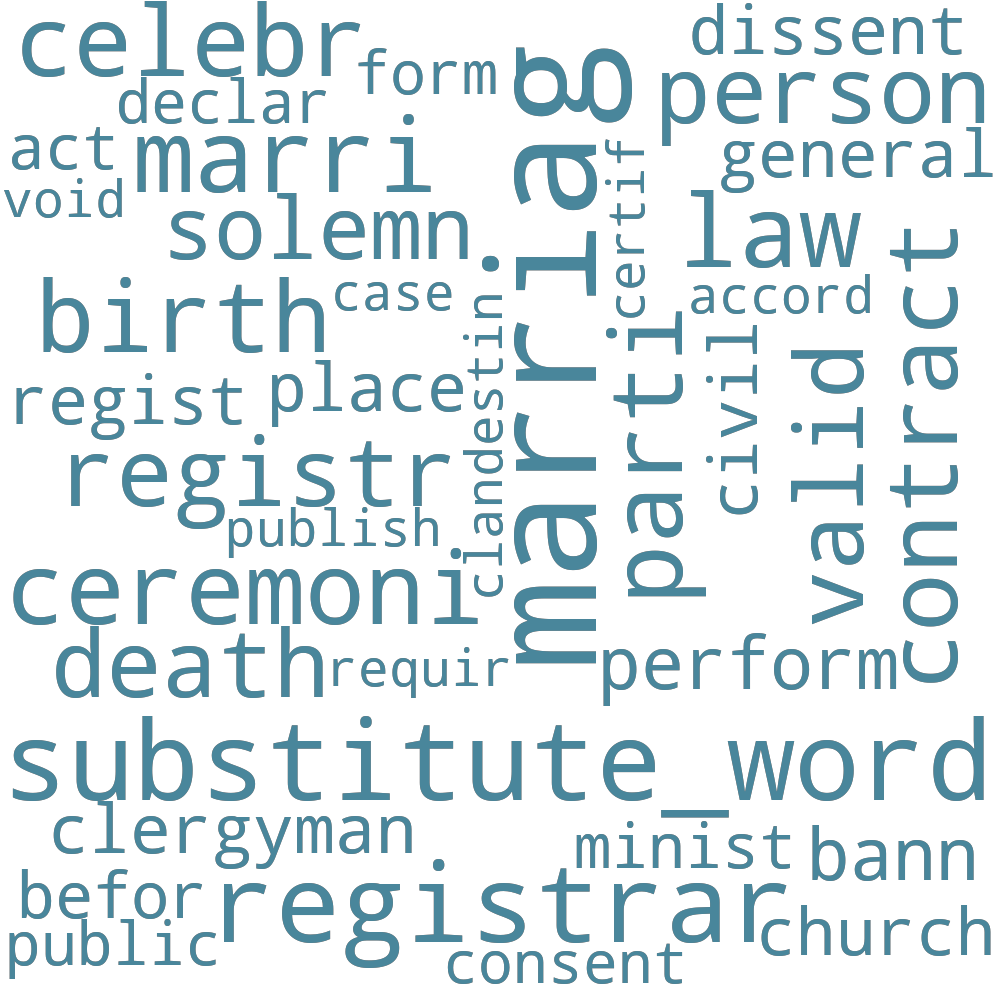 celebr
dissent
form
person
declar
marri
act
general
void
solemn
law
marriag
certif
birth
case
accord
contract
regist
place
clandestin
parti
civil
valid
registr
publish
ceremoni
death
requir
perform
substitute_word
clergyman
minist
bann
befor
registrar
church
public
consent